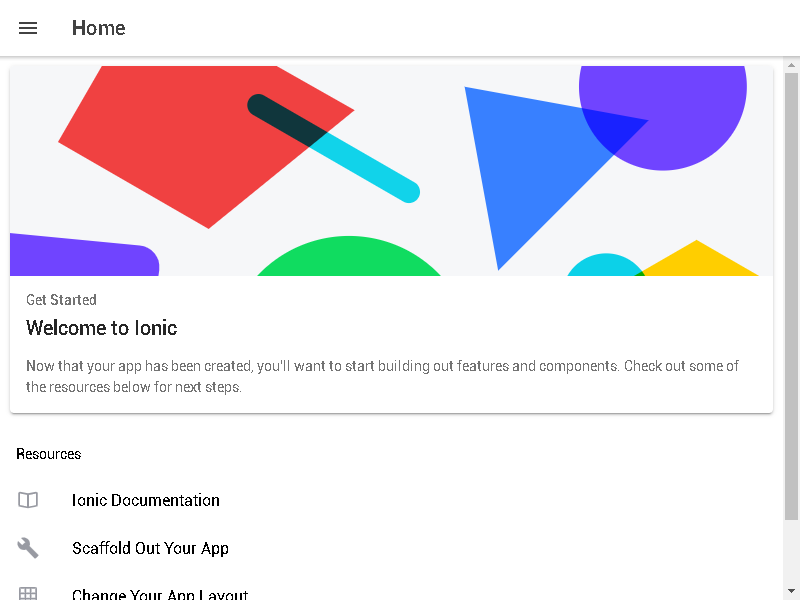 Home
Get Started
Welcome to Ionic
Now that your app has been created, you'll want to start building out features and components. Check out some of
the resources below for next steps.
Resources
Ionic Documentation
Scaffold Out Your App
Change Your App Layout